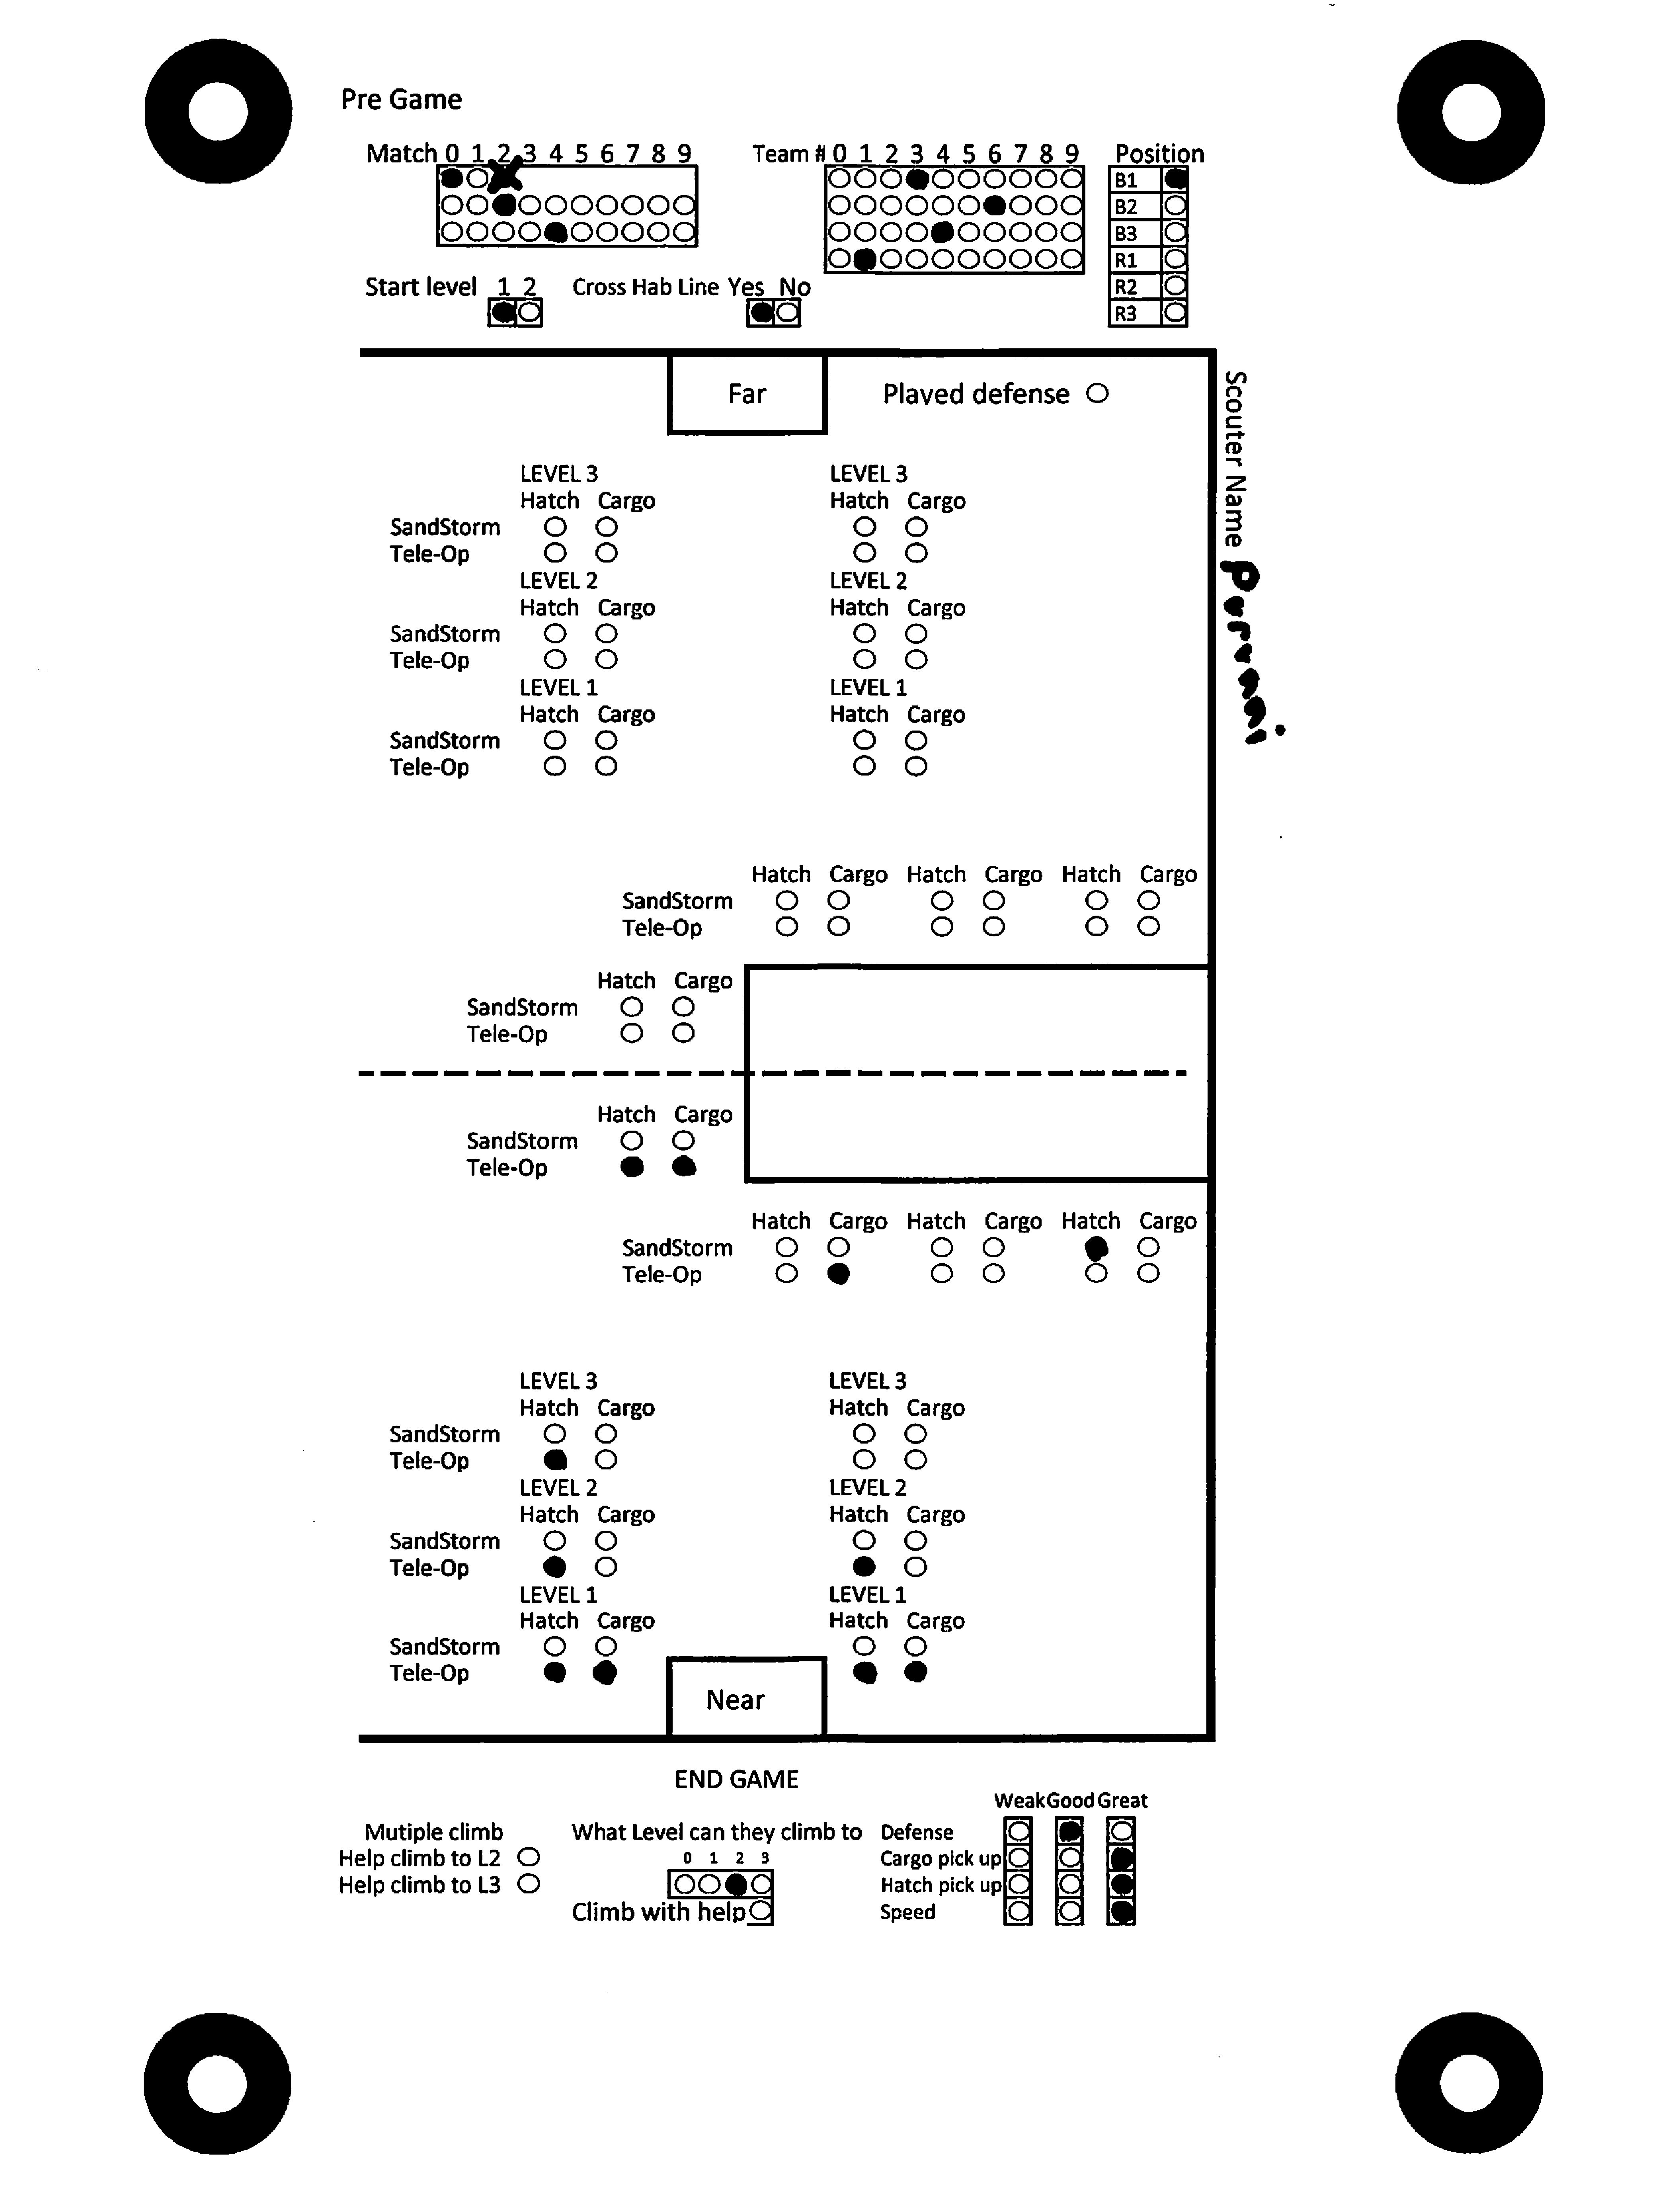 Pre Game
Match 0 1 2 3 4 5 6 7 8 9 Team # 0 1 2 3 4 5 6 7 8 9 Position
B1
B2
B3
R1
Start level 1 2 Cross Hab Line Yes No R2
R3
Far Played defense
Scouter Name
LEVEL 3 LEVEL 3
Hatch Cargo Hatch Cargo
SandStorm
Tele-Op
LEVEL 2 LEVEL 2
Hatch Cargo Hatch Cargo
SandStorm
Tele-Op
LEVEL 1 LEVEL 1
Hatch Cargo Hatch Cargo
SandStorm
Tele-Op
Hatch Cargo Hatch Cargo Hatch Cargo
SandStorm
Tele-Op
Hatch Cargo
SandStorm
Tele-Op
Hatch Cargo
SandStorm
Tele-Op
Hatch Cargo Hatch Cargo Hatch Cargo
SandStorm
Tele-Op
LEVEL 3 LEVEL 3
Hatch Cargo Hatch Cargo
SandStorm
Tele-Op
LEVEL 2 LEVEL 2
Hatch Cargo Hatch Cargo
SandStorm
Tele-Op
LEVEL 1 LEVEL 1
Hatch Cargo Hatch Cargo
SandStorm
Tele-Op
Near
END GAME
Weak Good Great
Mutiple climb What Level can they climb to Defense
Help climb to L2 0 1 2 3 Cargo pick up
Help climb to L3 Hatch pick up
Climb with help Speed